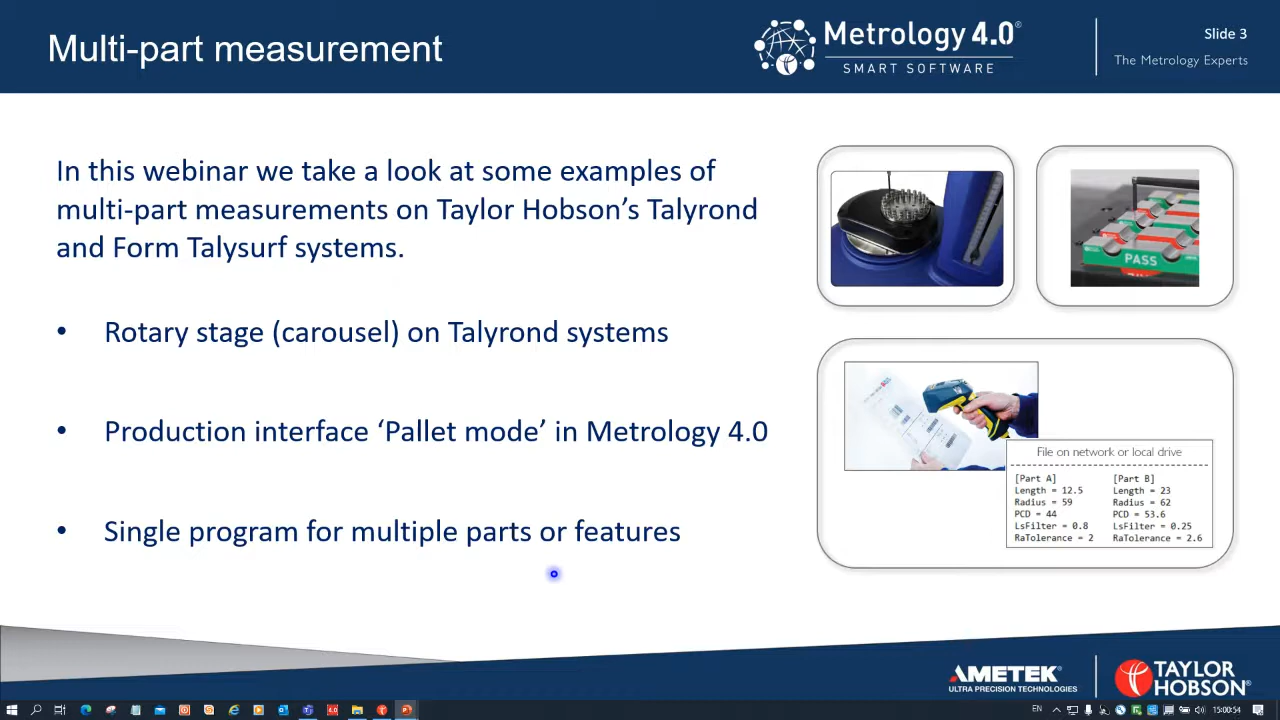 Multi-part measurement
Metrology 4.0®
SMART SOFTWARE
Slide 3
The Metrology Experts
In this webinar we take a look at some examples of
multi-part measurements on Taylor Hobson’s Talyrond
and Form Talysurf systems.
• Rotary stage (carousel) on Talyrond systems
• Production interface ‘Pallet mode’ in Metrology 4.0
• Single program for multiple parts or features
PASS
File on network or local drive
[Part A] [Part B]
Length = 12.5 Length = 23
Radius = 59 Radius = 62
PCD = 44 PCD = 53.6
LsFilter = 0.8 LsFilter = 0.25
RaTolerance = 2 RaTolerance = 2.6
AMETEK®
ULTRA PRECISION TECHNOLOGIES
TAYLOR
HOBSON®
EN
15:00:54